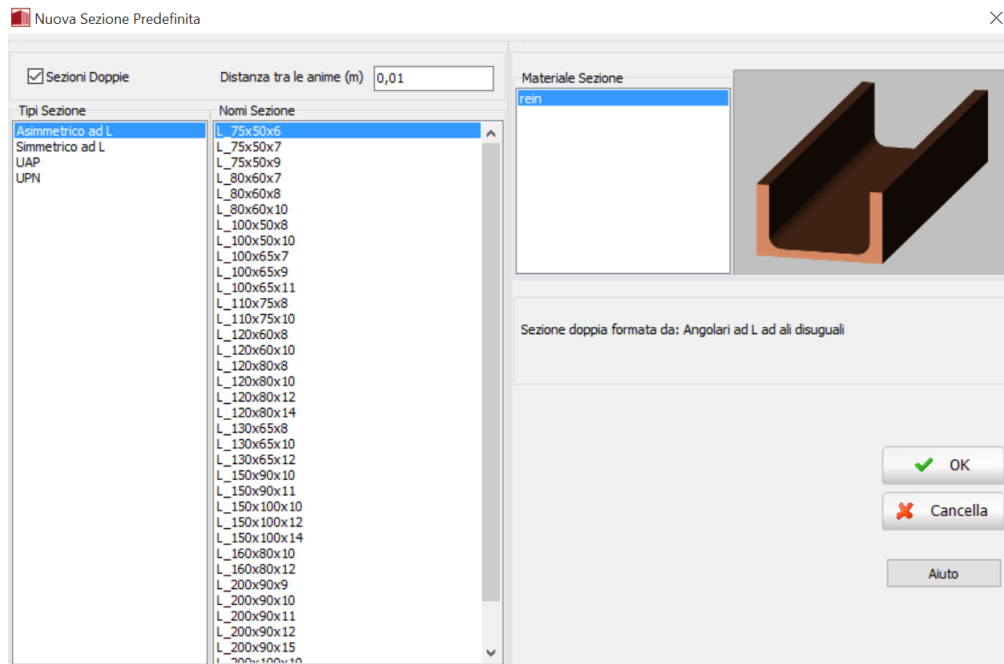 Nuova Sezione Predefinita
Sezioni Doppie
Distanza tra le anime (m)
0,01
Tipi Sezione
Asimmetrico ad L
Simmetrico ad L
UAP
UPN
Nomi Sezione
L_75x50x6
L_75x50x7
L_75x50x9
L_80x60x7
L_80x60x8
L_80x60x10
L_100x50x8
L_100x50x10
L_100x65x7
L_100x65x9
L_100x65x11
L_110x75x8
L_110x75x10
L_120x60x8
L_120x60x10
L_120x80x8
L_120x80x10
L_120x80x12
L_120x80x14
L_130x65x8
L_130x65x10
L_130x65x12
L_150x90x10
L_150x90x11
L_150x100x10
L_150x100x12
L_150x100x14
L_160x80x10
L_160x80x12
L_200x90x9
L_200x90x10
L_200x90x11
L_200x90x12
L_200x90x15
L_200x100x10
Materiale Sezione
rein
Sezione doppia formata da: Angolari ad L ad ali disuguali
OK
Cancella
Aiuto